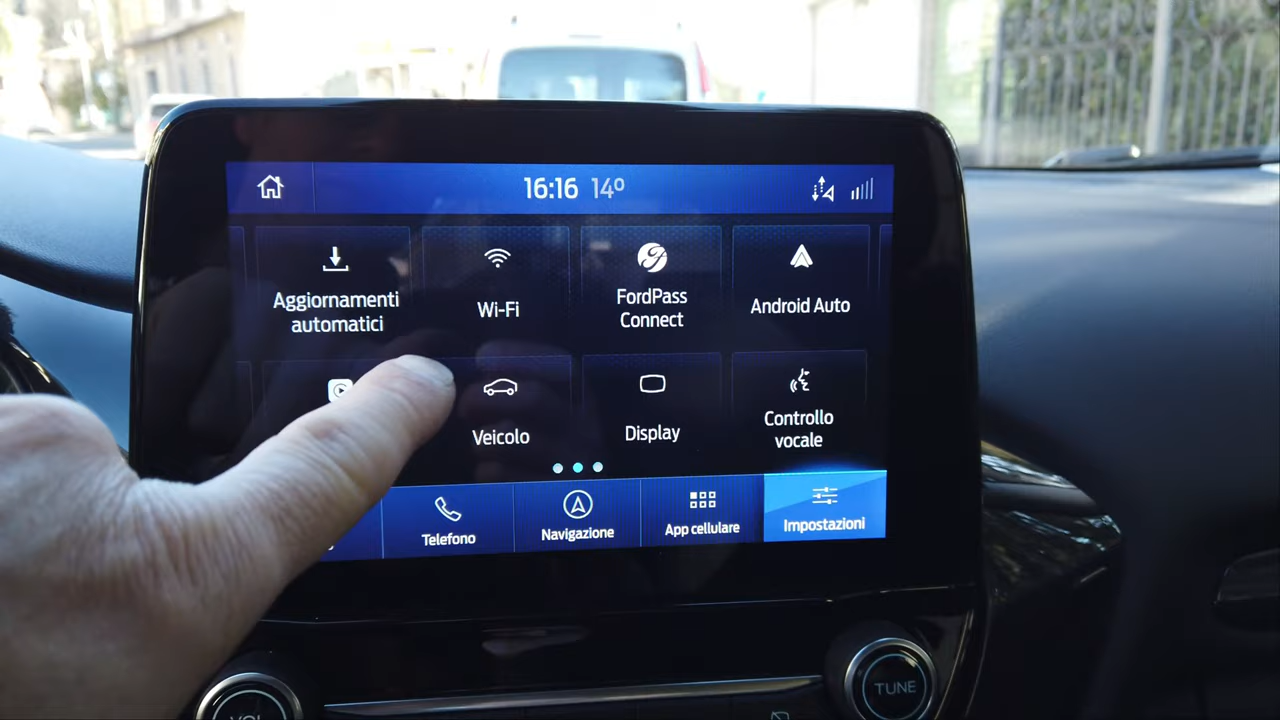 16:16 14º
Aggiornamenti
automatici
Wi-Fi
FordPass
Connect
Android Auto
Veicolo
Display
Controllo
vocale
Telefono
Navigazione
App cellulare
Impostazioni
VOL
TUNE